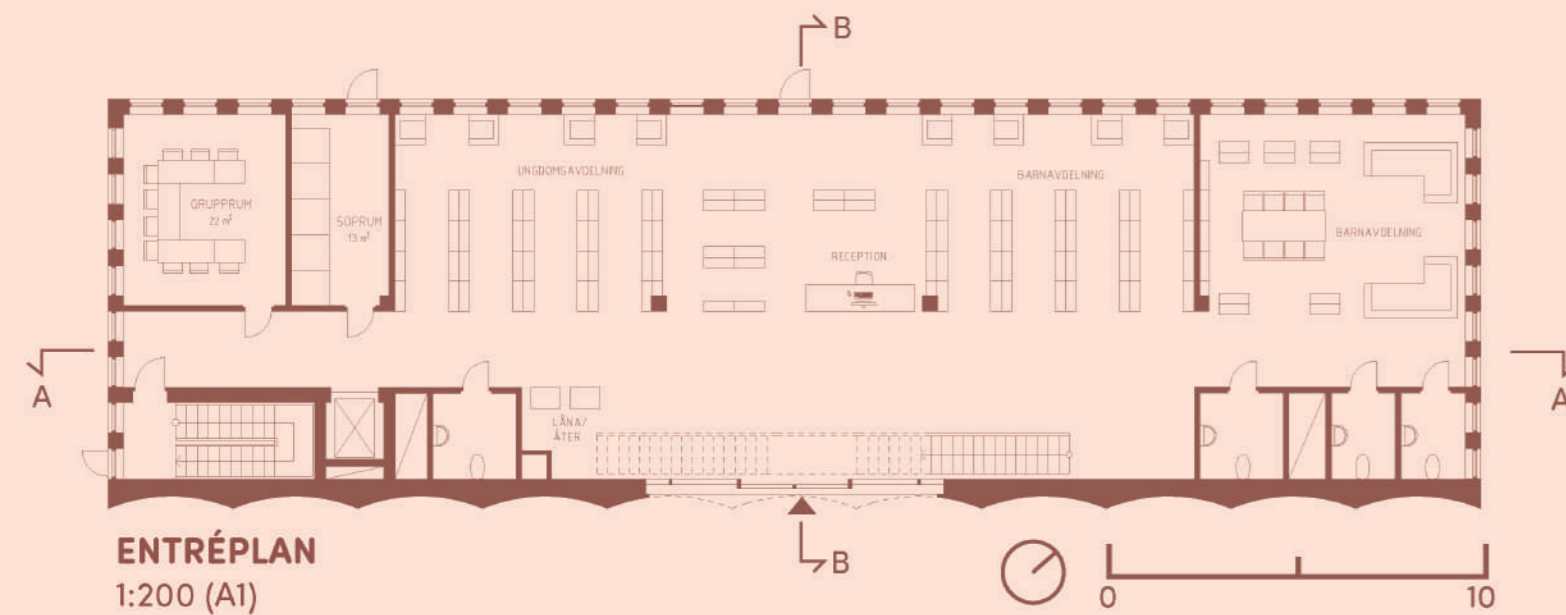 B
UNGDOMSAVDELNING
BARNAVDELNING
GRUPPRUM
22 m²
SOPRUM
13 m²
BARNAVDELNING
RECEPTION
A
A
LÅNA/
ÅTER
B
ENTRÉPLAN
1:200 (A1)
0
10